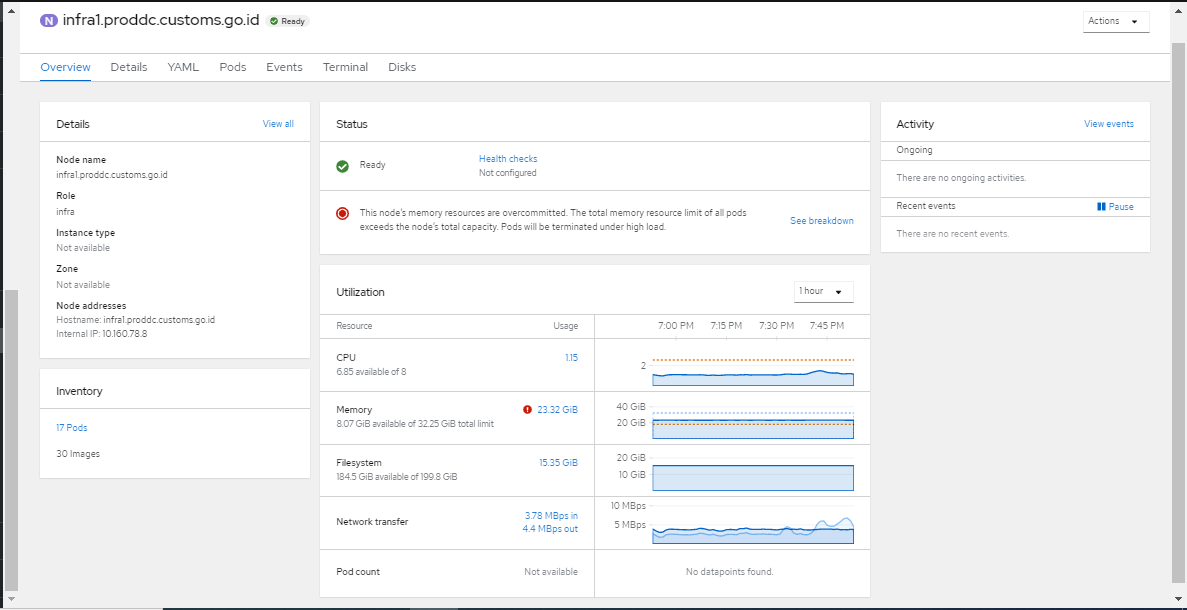 N infra1.proddc.customs.go.id Ready
Actions
Overview Details YAML Pods Events Terminal Disks
Details View all
Node name
infra1.proddc.customs.go.id
Role
infra
Instance type
Not available
Zone
Not available
Node addresses
Hostname: infra1.proddc.customs.go.id
Internal IP: 10.160.78.8
Inventory
17 Pods
30 Images
Status
Ready
Health checks
Not configured
This node's memory resources are overcommitted. The total memory resource limit of all pods
exceeds the node's total capacity. Pods will be terminated under high load.
See breakdown
Utilization
1 hour
Resource Usage 7:00 PM 7:15 PM 7:30 PM 7:45 PM
CPU 1.15
6.85 available of 8
2
Memory 23.32 GiB
8.07 GiB available of 32.25 GiB total limit
40 GiB
20 GiB
Filesystem 15.35 GiB
184.5 GiB available of 199.8 GiB
20 GiB
10 GiB
Network transfer
3.78 MBps in
4.4 MBps out
10 MBps
5 MBps
Pod count Not available No datapoints found.
Activity View events
Ongoing
There are no ongoing activities.
Recent events Pause
There are no recent events.